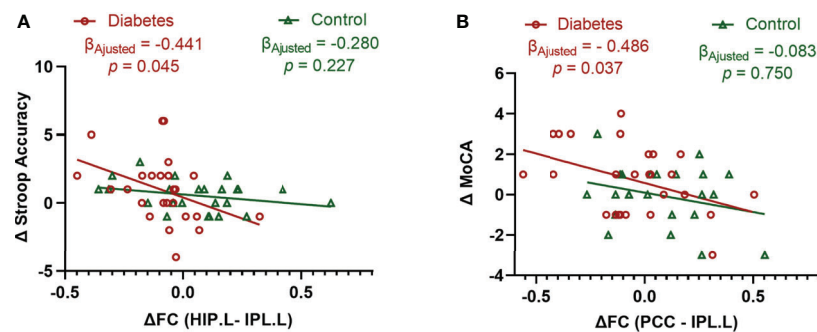 A
Diabetes
Control
βAjusted = -0.441
βAjusted = -0.280
p = 0.045
p = 0.227
Δ Stroop Accuracy
10
5
0
-5
-0.5
0.0
0.5
ΔFC (HIP.L- IPL.L)
B
Diabetes
Control
βAjusted = - 0.486
βAjusted = -0.083
p = 0.037
p = 0.750
Δ MoCA
6
4
2
0
-2
-4
-0.5
0.0
0.5
ΔFC (PCC - IPL.L)